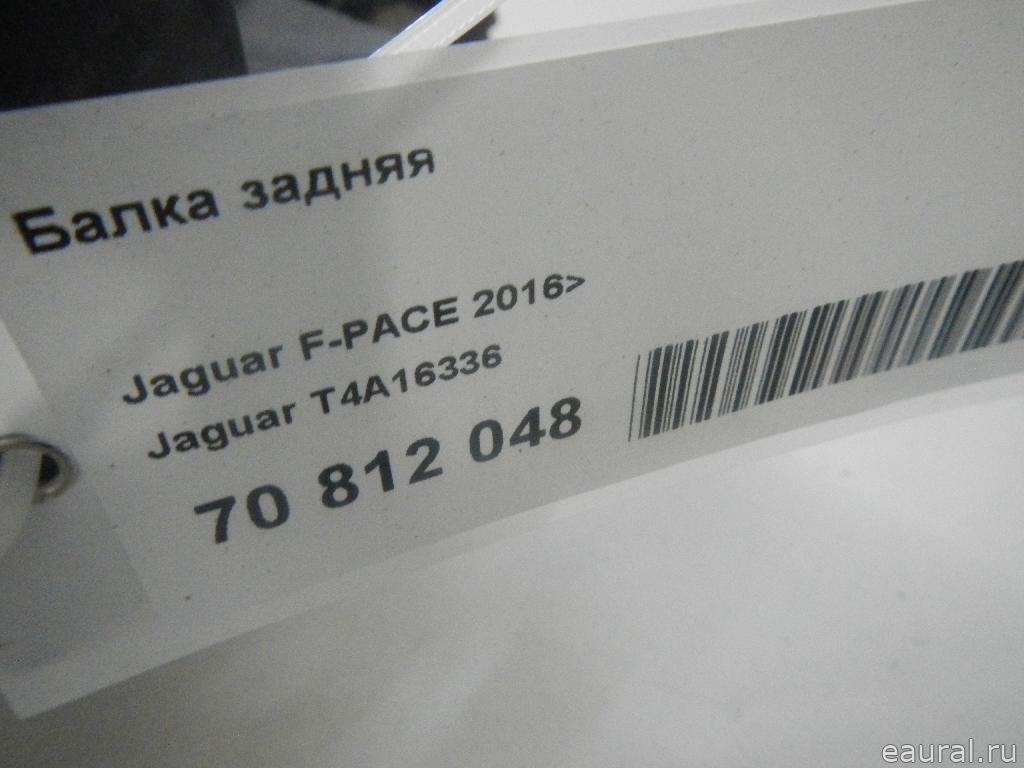 Балка задняя
Jaguar F-PACE 2016>
Jaguar T4A16336
70 812 048
eaural.ru